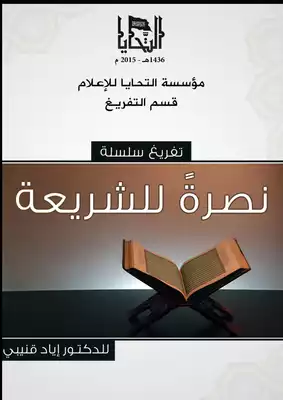 التحايا
1436هـ - 2015 م
مؤسسة التحايا للإعلام
قسم التفريغ
تفريغ سلسلة
نصرةً للشريعة
للدكتور إياد قنيبي